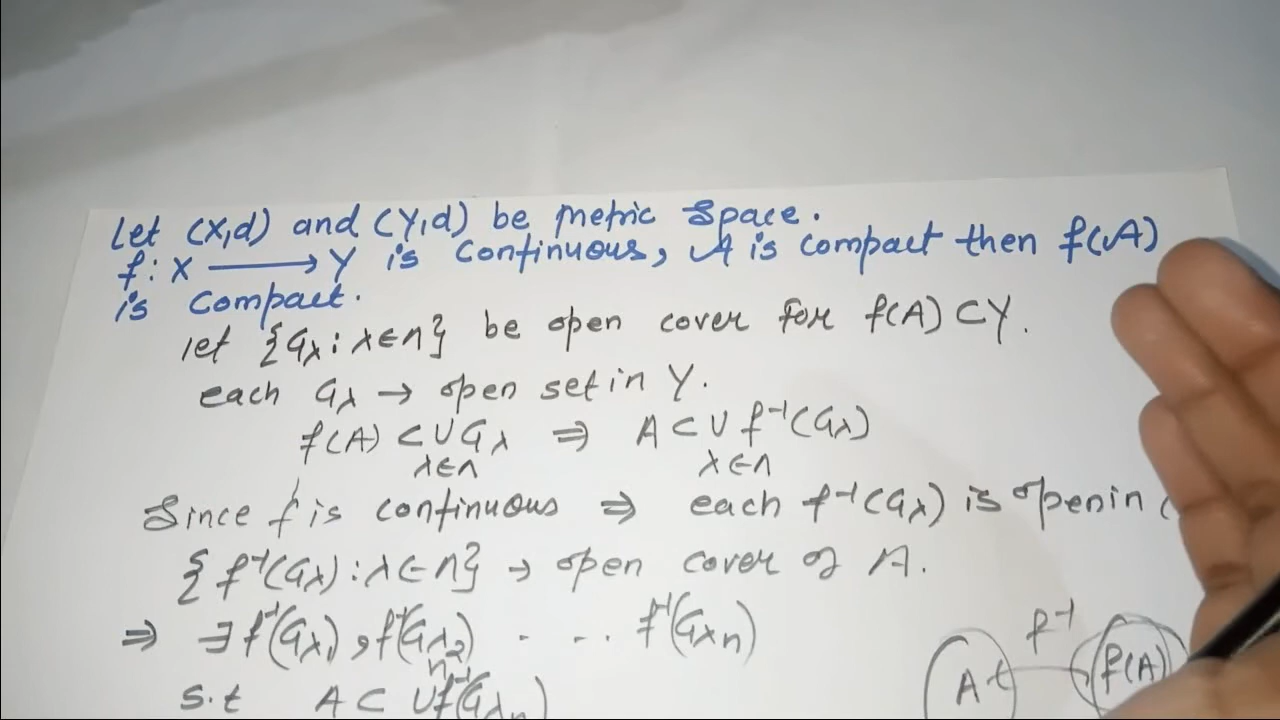 Let (X,d) and (Y,d) be metric Space.
f: X ⟶ Y is continuous, A is compact then f(A)
is compact.
let {Gλ : λ∈Λ} be open cover for f(A) ⊂ Y.
each Gλ → open set in Y.
f(A) ⊂ ∪ Gλ ⇒ A ⊂ ∪ f⁻¹(Gλ)
λ∈Λ λ∈Λ
Since f is continuous ⇒ each f⁻¹(Gλ) is open in (
{f⁻¹(Gλ) : λ∈Λ} → open cover of A.
⇒ ∃ f⁻¹(Gλ₁), f⁻¹(Gλ₂) . . .. f⁻¹(Gλn)
s.t A ⊂ ∪ f⁻¹(Gλn)
n
f⁻¹
A f(A)